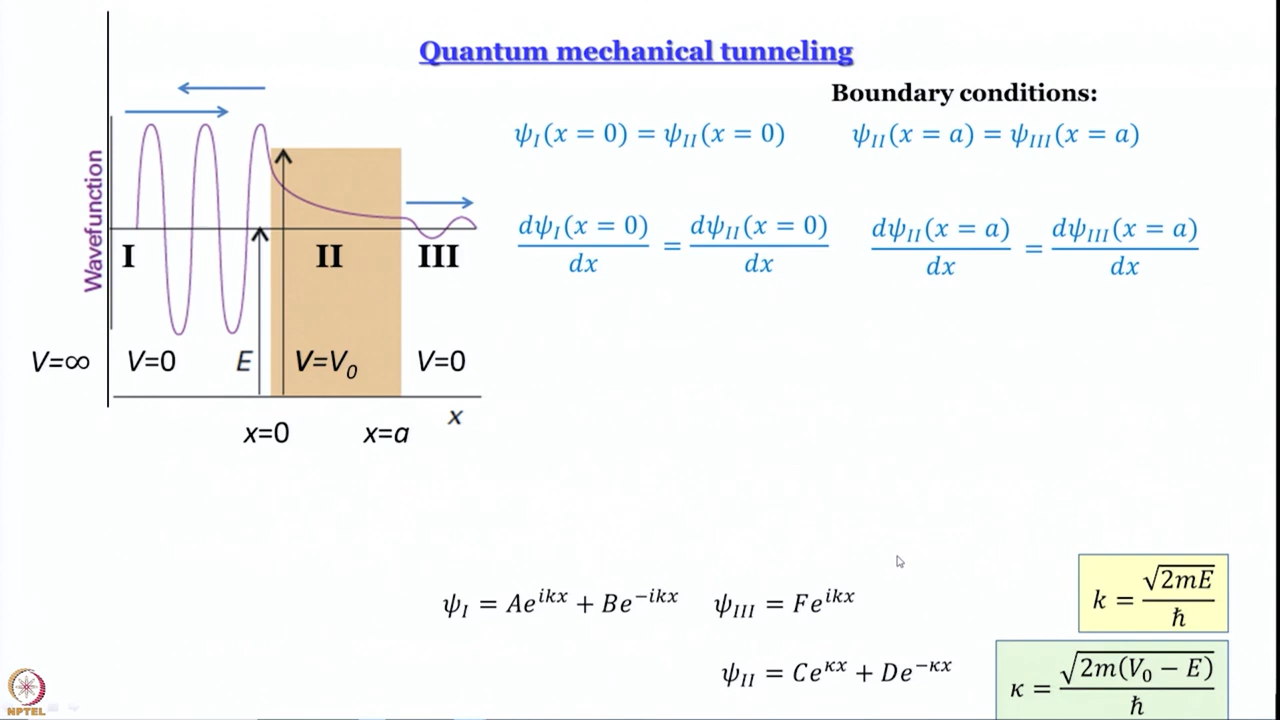 Quantum mechanical tunneling
Boundary conditions:
ψ_I(x = 0) = ψ_II(x = 0) ψ_II(x = a) = ψ_III(x = a)
dψ_I(x = 0)/dx = dψ_II(x = 0)/dx dψ_II(x = a)/dx = dψ_III(x = a)/dx
Wavefunction
I II III
V=∞ V=0 E V=V_0 V=0
x
x=0 x=a
ψ_I = Ae^{ikx} + Be^{-ikx} ψ_III = Fe^{ikx}
k = √(2mE)/ħ
ψ_II = Ce^{κx} + De^{-κx}
κ = √(2m(V_0 − E))/ħ
NPTEL